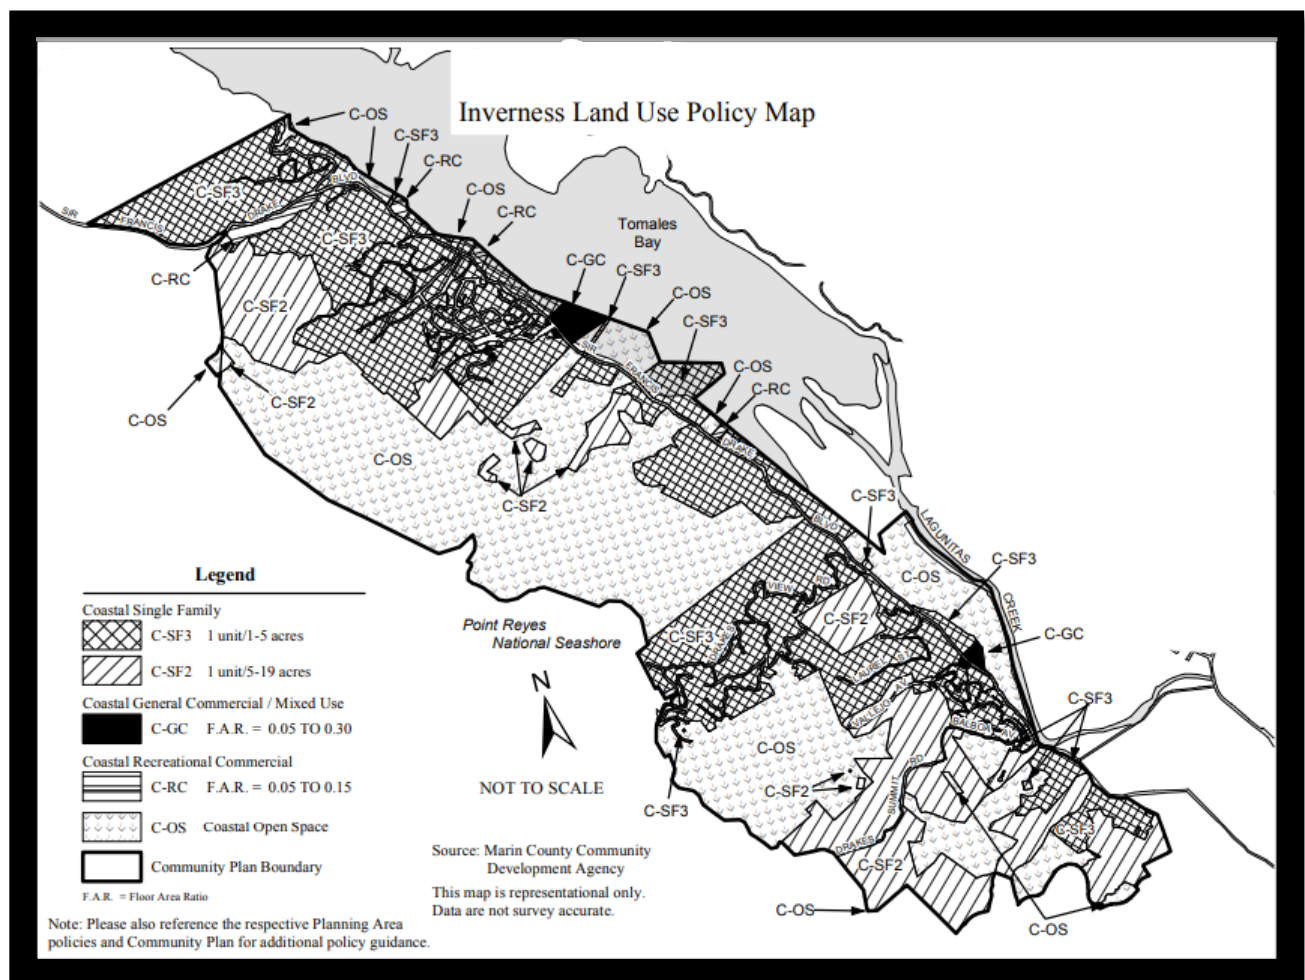 Inverness Land Use Policy Map
C-OS
C-SF3
C-RC
C-OS
C-RC
C-SF3
BLVD
DRAKE
SIR
FRANCIS
Tomales
Bay
C-SF3
C-GC
C-SF3
C-RC
C-OS
C-SF2
C-SF3
SIR
FRANCIS
C-OS
C-RC
C-SF2
C-OS
DRAKE
C-OS
C-SF2
C-SF3
BLVD
LAGUNITAS
C-SF3
C-OS
VIEW RD
CREEK
C-SF2
C-GC
Point Reyes
National Seashore
C-SF3
DRAKES
LAUREL ST
VALLEJO AV
C-SF3
BALBOA AV
N
C-OS
RD
NOT TO SCALE
C-SF2
SUMMIT
C-SF3
C-SF3
DRAKES
C-SF2
C-OS
C-OS
Legend
Coastal Single Family
C-SF3 1 unit/1-5 acres
C-SF2 1 unit/5-19 acres
Coastal General Commercial / Mixed Use
C-GC F.A.R. = 0.05 TO 0.30
Coastal Recreational Commercial
C-RC F.A.R. = 0.05 TO 0.15
C-OS Coastal Open Space
Community Plan Boundary
F.A.R. = Floor Area Ratio
Note: Please also reference the respective Planning Area
policies and Community Plan for additional policy guidance.
Source: Marin County Community
Development Agency
This map is representational only.
Data are not survey accurate.